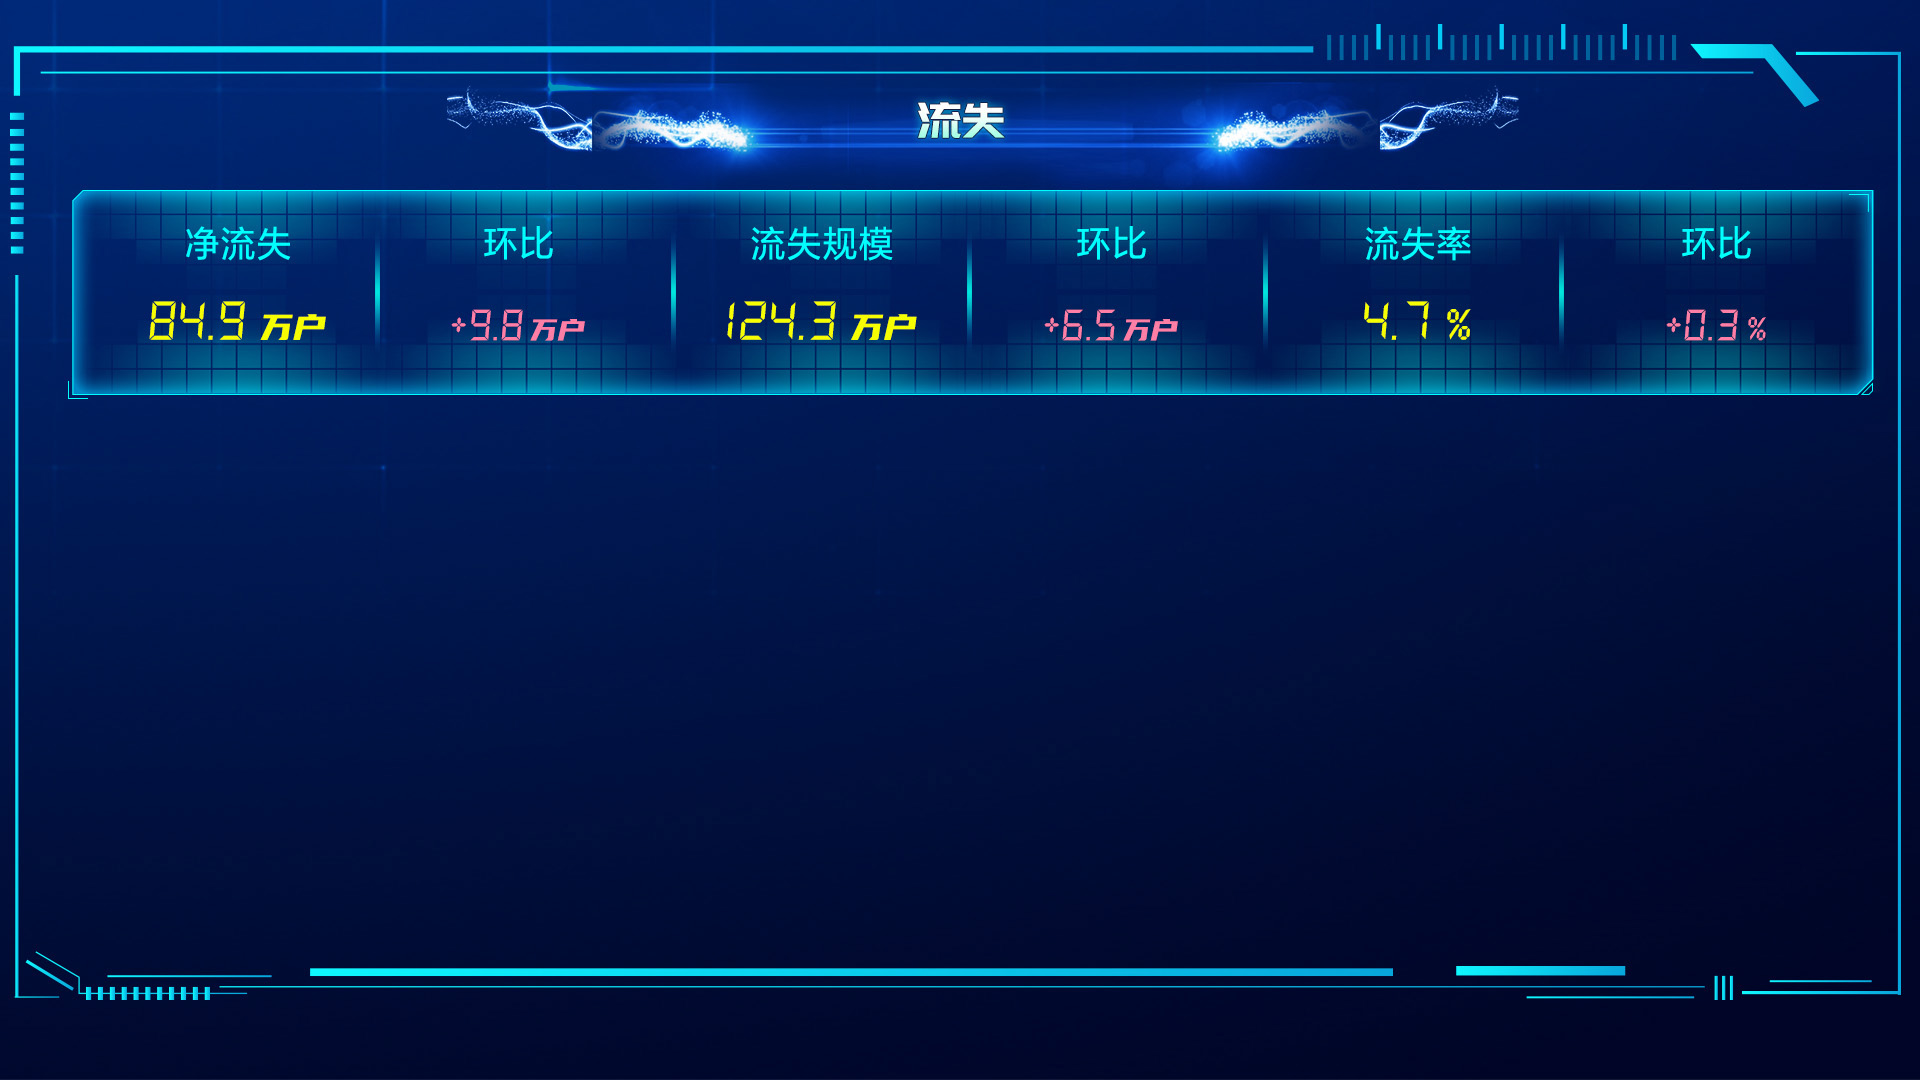 流失
净流失 环比 流失规模 环比 流失率 环比
84.9 万户 +9.8 万户 124.3 万户 +6.5 万户 4.7 % +0.3 %